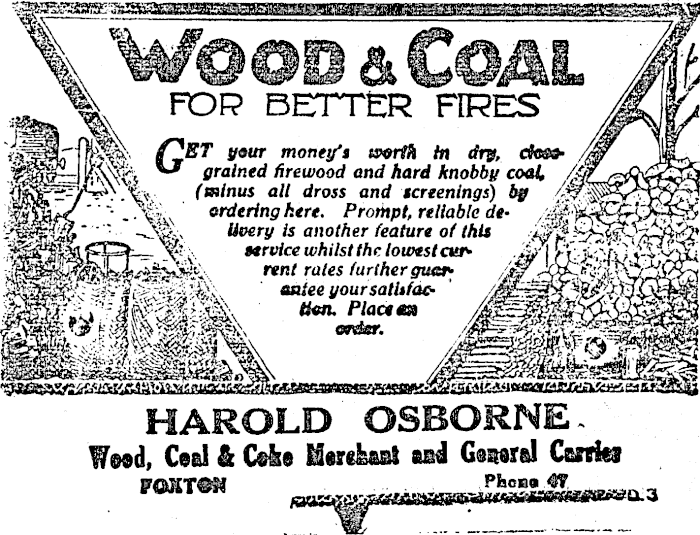 WOOD & COAL
FOR BETTER FIRES
GET your money's worth in dry, close-
grained firewood and hard knobby coal,
(minus all dross and screenings) by
ordering here. Prompt, reliable de-
livery is another feature of this
service whilst the lowest cur-
rent rates further guar-
antee your satisfac-
tion. Place an
order.
HAROLD OSBORNE
Wood, Coal & Coke Merchant and General Carrier
FOXTON Phone 47
3